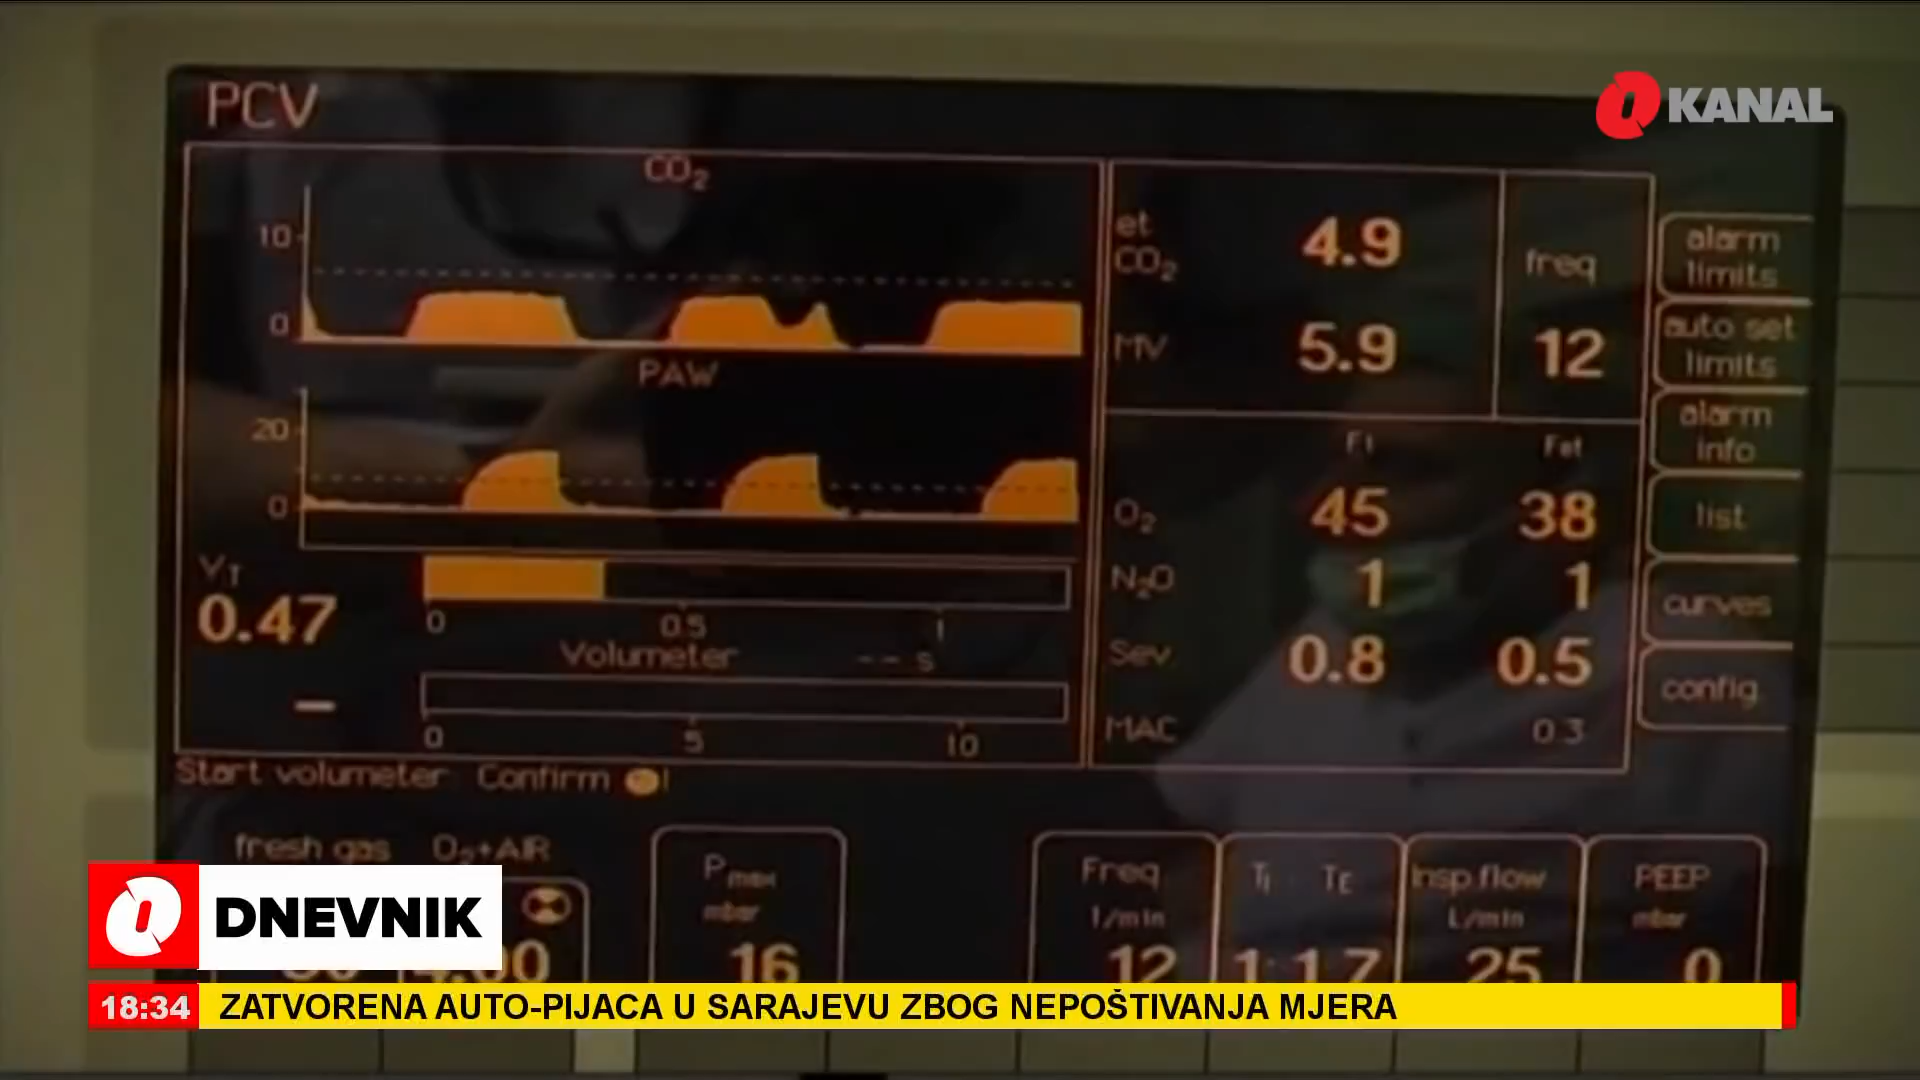 PCV
O KANAL
CO2
10
0
PAW
20
0
VT
0.47
0 0.5 1
Volumeter -- s
0 5 10
Start volumeter Confirm
et CO2 4.9
MV 5.9
freq
12
FI Fet
O2 45 38
N2O 1 1
Sev 0.8 0.5
MAC 0.3
alarm limits
auto set limits
alarm info
list
curves
config.
fresh gas O2+AIR
Pmax
mbar
16
Freq.
1/min
12
TI : TE
1:1.7
Insp.flow
L/min
25
PEEP
mbar
0
DNEVNIK
18:34 ZATVORENA AUTO-PIJACA U SARAJEVU ZBOG NEPOŠTIVANJA MJERA